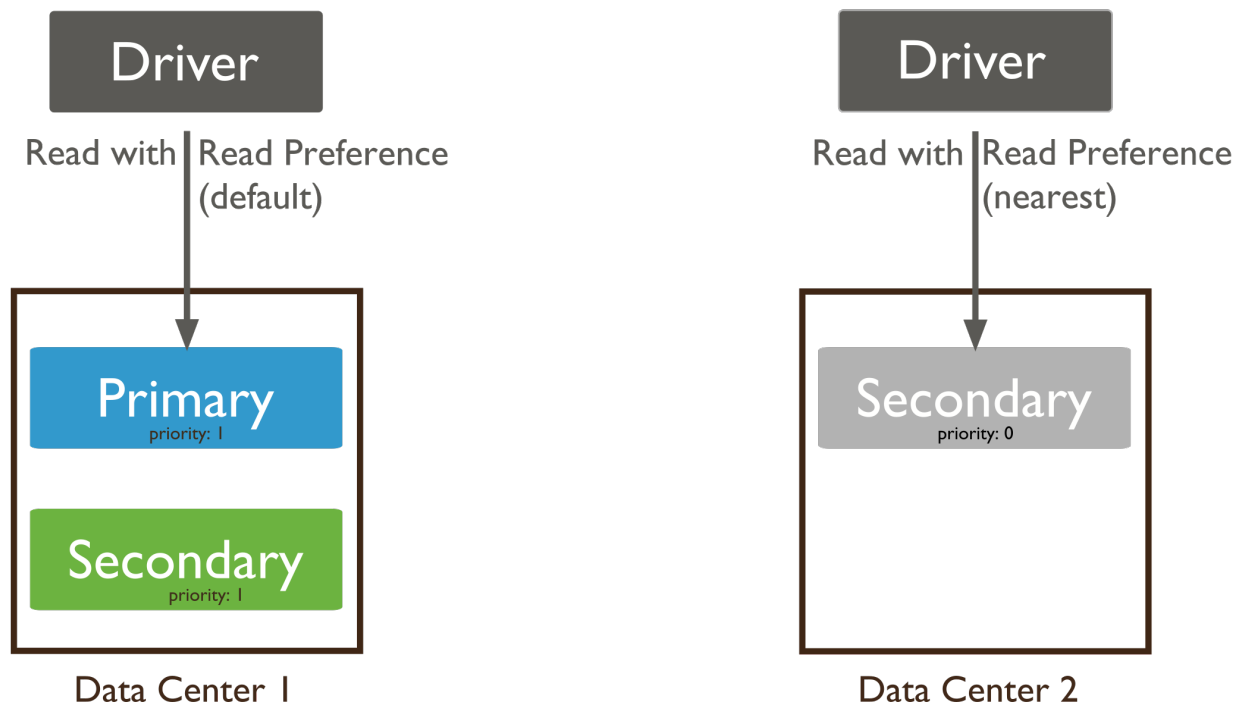 Driver
Read with Read Preference
(default)
Primary
priority: 1
Secondary
priority: 1
Data Center 1
Driver
Read with Read Preference
(nearest)
Secondary
priority: 0
Data Center 2